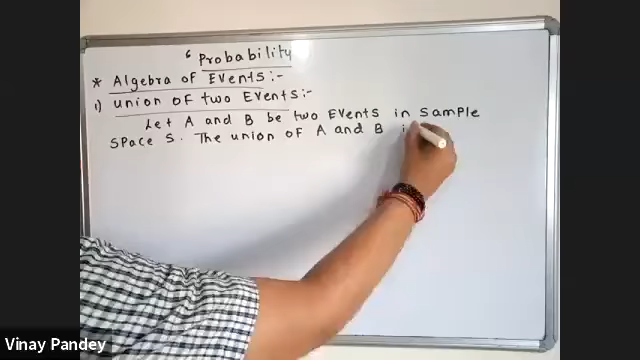 ‘ Probability
* Algebra of Events:-
1) union of two Events:-
Let A and B be two Events in sample
space S. The union of A and B i
Vinay Pandey